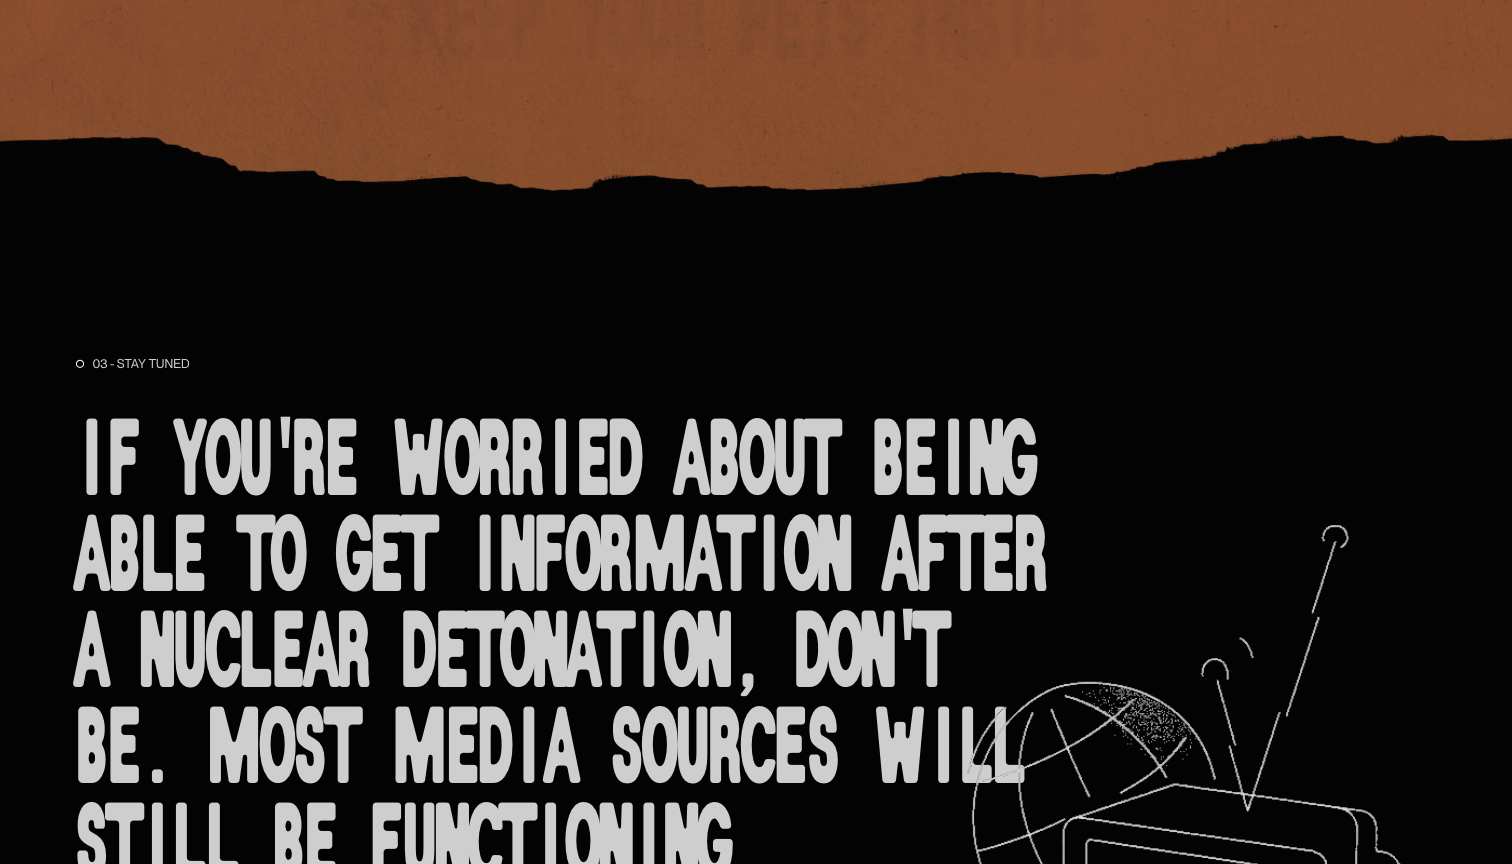 03 - STAY TUNED
IF YOU'RE WORRIED ABOUT BEING
ABLE TO GET INFORMATION AFTER
A NUCLEAR DETONATION, DON'T
BE. MOST MEDIA SOURCES WILL
STILL BE FUNCTIONING